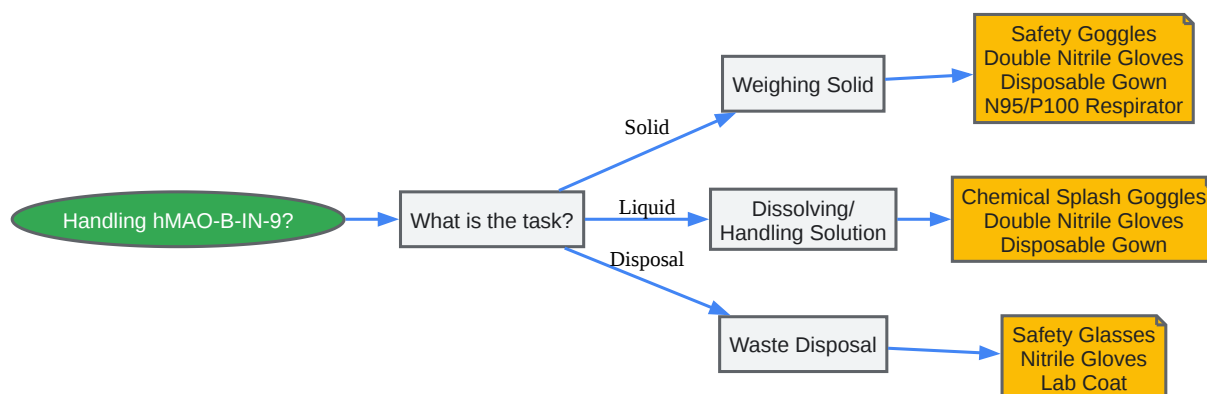 Handling hMAO-B-IN-9?
What is the task?
Solid
Weighing Solid
Safety Goggles
Double Nitrile Gloves
Disposable Gown
N95/P100 Respirator
Liquid
Dissolving/
Handling Solution
Chemical Splash Goggles
Double Nitrile Gloves
Disposable Gown
Disposal
Waste Disposal
Safety Glasses
Nitrile Gloves
Lab Coat